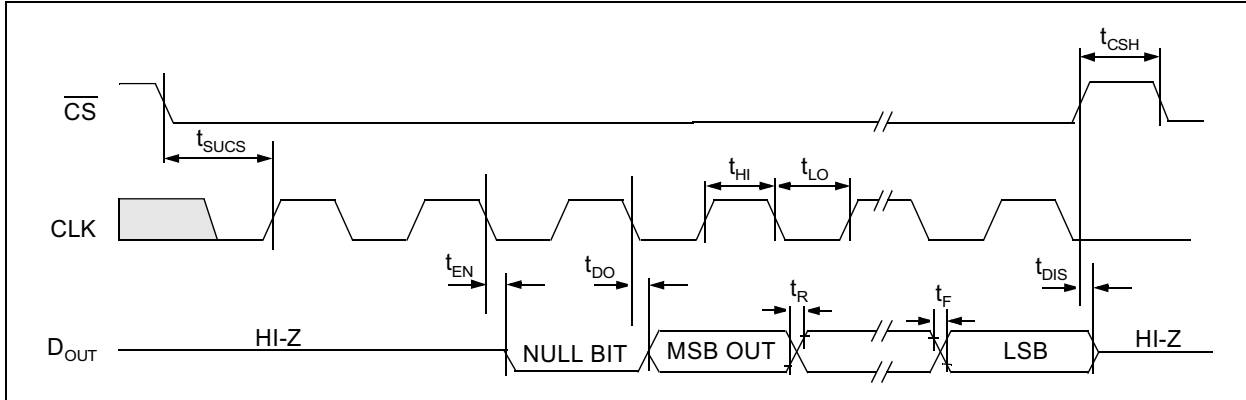 tCSH
CS
tSUCS
tHI
tLO
CLK
tEN
tDO
tR
tF
tDIS
DOUT
HI-Z
NULL BIT
MSB OUT
LSB
HI-Z